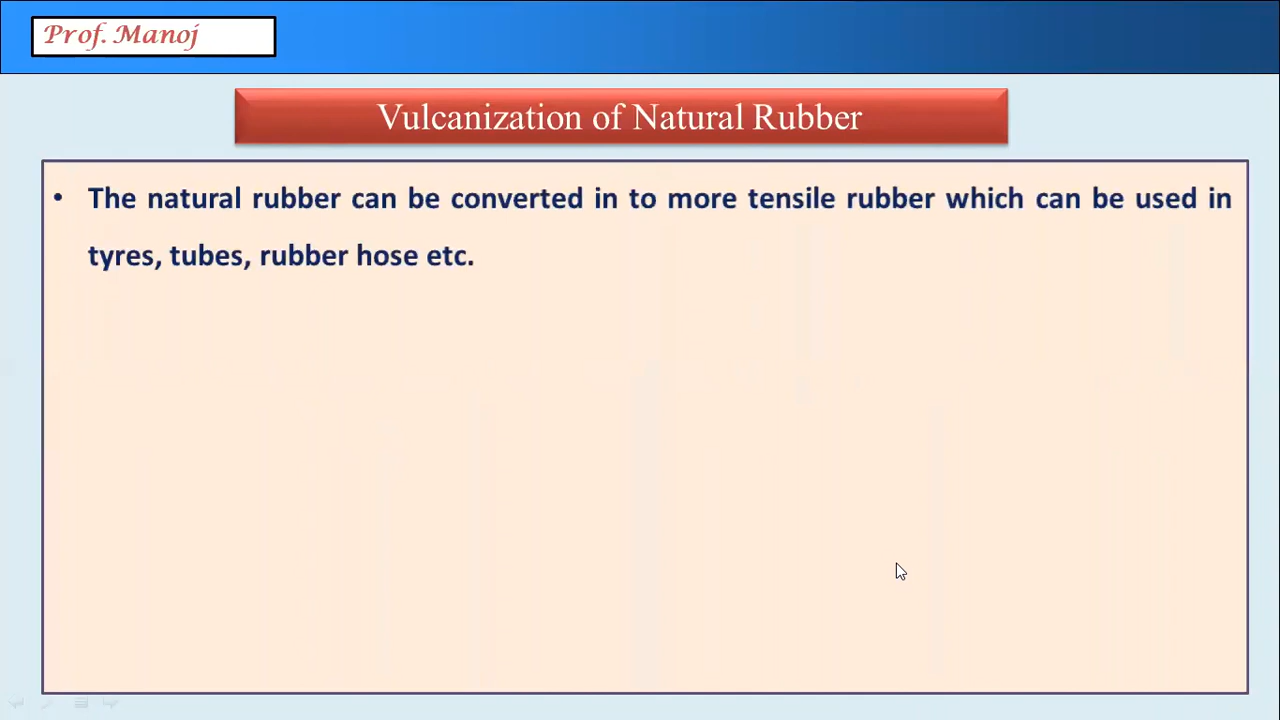 Prof. Manoj
Vulcanization of Natural Rubber
• The natural rubber can be converted in to more tensile rubber which can be used in
tyres, tubes, rubber hose etc.